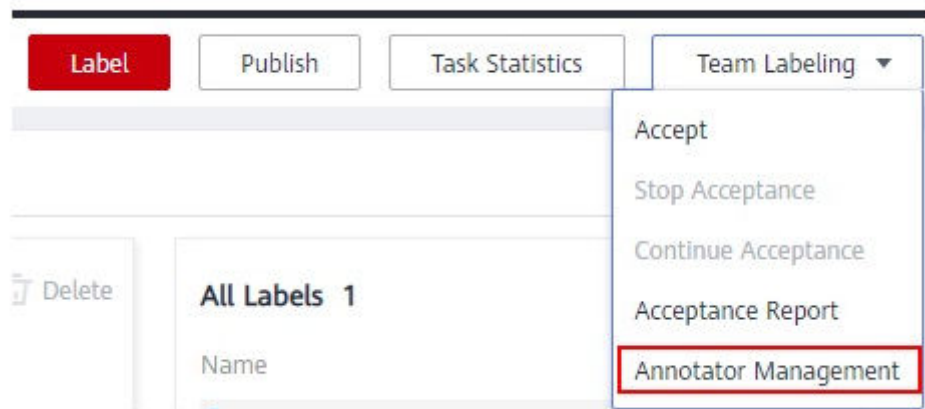 Label Publish Task Statistics Team Labeling
Accept
Stop Acceptance
Continue Acceptance
Delete
All Labels 1
Acceptance Report
Name
Annotator Management